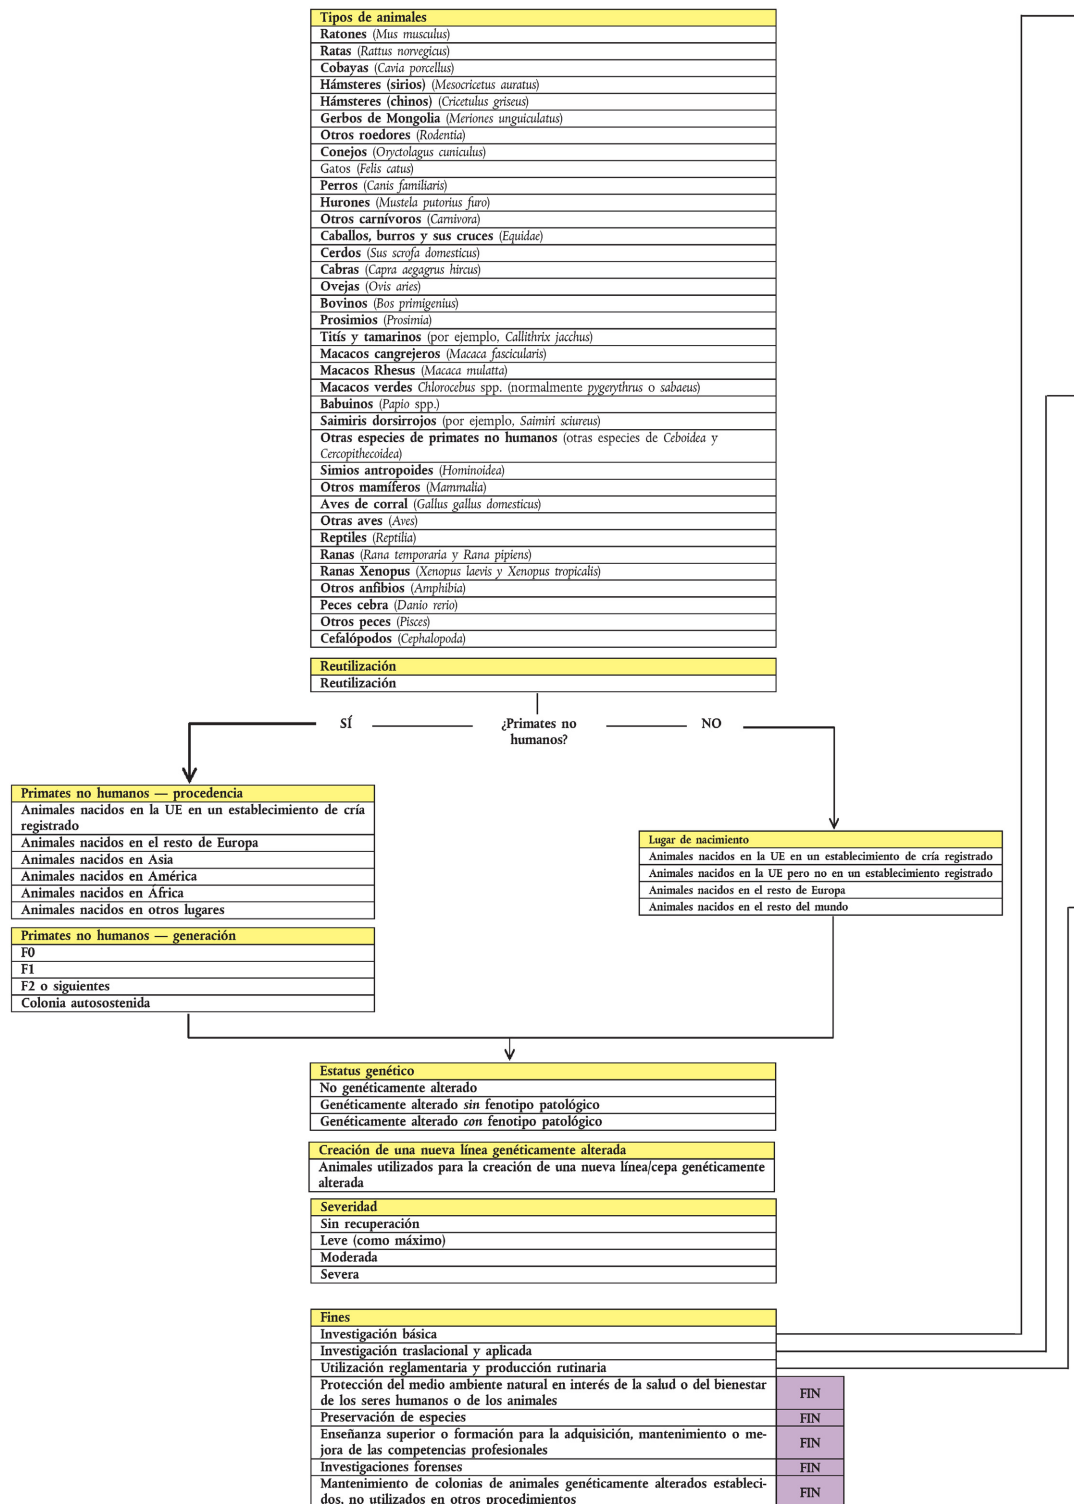 Tipos de animales
Ratones (Mus musculus)
Ratas (Rattus norvegicus)
Cobayas (Cavia porcellus)
Hámsteres (sirios) (Mesocricetus auratus)
Hámsteres (chinos) (Cricetulus griseus)
Gerbos de Mongolia (Meriones unguiculatus)
Otros roedores (Rodentia)
Conejos (Oryctolagus cuniculus)
Gatos (Felis catus)
Perros (Canis familiaris)
Hurones (Mustela putorius furo)
Otros carnívoros (Carnivora)
Caballos, burros y sus cruces (Equidae)
Cerdos (Sus scrofa domesticus)
Cabras (Capra aegagrus hircus)
Ovejas (Ovis aries)
Bovinos (Bos primigenius)
Prosimios (Prosimia)
Titís y tamarinos (por ejemplo, Callithrix jacchus)
Macacos cangrejeros (Macaca fascicularis)
Macacos Rhesus (Macaca mulatta)
Macacos verdes Chlorocebus spp. (normalmente pygerythrus o sabaeus)
Babuinos (Papio spp.)
Saimiris dorsirrojos (por ejemplo, Saimiri sciureus)
Otras especies de primates no humanos (otras especies de Ceboidea y
Cercopithecoidea)
Simios antropoides (Hominoidea)
Otros mamíferos (Mammalia)
Aves de corral (Gallus gallus domesticus)
Otras aves (Aves)
Reptiles (Reptilia)
Ranas (Rana temporaria y Rana pipiens)
Ranas Xenopus (Xenopus laevis y Xenopus tropicalis)
Otros anfibios (Amphibia)
Peces cebra (Danio rerio)
Otros peces (Pisces)
Cefalópodos (Cephalopoda)
Reutilización
Reutilización
SÍ
¿Primates no
humanos?
NO
Primates no humanos — procedencia
Animales nacidos en la UE en un establecimiento de cría
registrado
Animales nacidos en el resto de Europa
Animales nacidos en Asia
Animales nacidos en América
Animales nacidos en África
Animales nacidos en otros lugares
Lugar de nacimiento
Animales nacidos en la UE en un establecimiento de cría registrado
Animales nacidos en la UE pero no en un establecimiento registrado
Animales nacidos en el resto de Europa
Animales nacidos en el resto del mundo
Primates no humanos — generación
F0
F1
F2 o siguientes
Colonia autosostenida
Estatus genético
No genéticamente alterado
Genéticamente alterado sin fenotipo patológico
Genéticamente alterado con fenotipo patológico
Creación de una nueva línea genéticamente alterada
Animales utilizados para la creación de una nueva línea/cepa genéticamente
alterada
Severidad
Sin recuperación
Leve (como máximo)
Moderada
Severa
Fines
Investigación básica
Investigación traslacional y aplicada
Utilización reglamentaria y producción rutinaria
Protección del medio ambiente natural en interés de la salud o del bienestar
de los seres humanos o de los animales
FIN
Preservación de especies
FIN
Enseñanza superior o formación para la adquisición, mantenimiento o me-
jora de las competencias profesionales
FIN
Investigaciones forenses
FIN
Mantenimiento de colonias de animales genéticamente alterados estableci-
dos, no utilizados en otros procedimientos
FIN